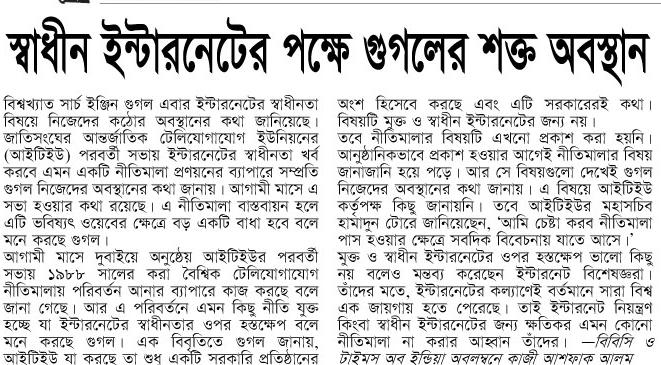 স্বাধীন ইন্টারনেটের পক্ষে গুগলের শক্ত অবস্থান
বিশ্বখ্যাত সার্চ ইঞ্জিন গুগল এবার ইন্টারনেটের স্বাধীনতা
বিষয়ে নিজেদের কঠোর অবস্থানের কথা জানিয়েছে।
জাতিসংঘের আন্তর্জাতিক টেলিযোগাযোগ ইউনিয়নের
(আইটিইউ) পরবর্তী সভায় ইন্টারনেটের স্বাধীনতা খর্ব
করবে এমন একটি নীতিমালা প্রণয়নের ব্যাপারে সম্প্রতি
গুগল নিজেদের অবস্থানের কথা জানায়। আগামী মাসে এ
সভা হওয়ার কথা রয়েছে। এ নীতিমালা বাস্তবায়ন হলে
এটি ভবিষ্যৎ ওয়েবের ক্ষেত্রে বড় একটি বাধা হবে বলে
মনে করছে গুগল।
আগামী মাসে দুবাইয়ে অনুষ্ঠেয় আইটিইউর পরবর্তী
সভায় ১৯৮৮ সালের করা বৈশ্বিক টেলিযোগাযোগ
নীতিমালায় পরিবর্তন আনার ব্যাপারে কাজ করছে বলে
জানা গেছে। আর এ পরিবর্তনে এমন কিছু নীতি যুক্ত
হচ্ছে যা ইন্টারনেটের স্বাধীনতার ওপর হস্তক্ষেপ বলে
মনে করছে গুগল। এক বিবৃতিতে গুগল জানায়,
আইটিইউ যা করছে তা শুধু একটি সরকারি প্রতিষ্ঠানের
অংশ হিসেবে করছে এবং এটি সরকারেরই কথা।
বিষয়টি মুক্ত ও স্বাধীন ইন্টারনেটের জন্য নয়।
তবে নীতিমালার বিষয়টি এখনো প্রকাশ করা হয়নি।
আনুষ্ঠানিকভাবে প্রকাশ হওয়ার আগেই নীতিমালার বিষয়
জানাজানি হয়ে পড়ে। আর সে বিষয়গুলো দেখেই গুগল
নিজেদের অবস্থানের কথা জানায়। এ বিষয়ে আইটিইউ
কর্তৃপক্ষ কিছু জানায়নি। তবে আইটিইউর মহাসচিব
হামাদুন টোরে জানিয়েছেন, ‘আমি চেষ্টা করব নীতিমালা
পাস হওয়ার ক্ষেত্রে সবদিক বিবেচনায় যাতে আসে।’
মুক্ত ও স্বাধীন ইন্টারনেটের ওপর হস্তক্ষেপ ভালো কিছু
নয় বলেও মন্তব্য করেছেন ইন্টারনেট বিশেষজ্ঞরা।
তাঁদের মতে, ইন্টারনেটের কল্যাণেই বর্তমানে সারা বিশ্ব
এক জায়গায় হতে পেরেছে। তাই ইন্টারনেট নিয়ন্ত্রণ
কিংবা স্বাধীন ইন্টারনেটের জন্য ক্ষতিকর এমন কোনো
নীতিমালা না করার আহ্বান তাঁদের। —বিবিসি ও
টাইমস অব ইন্ডিয়া অবলম্বনে কাজী আশফাক আলম